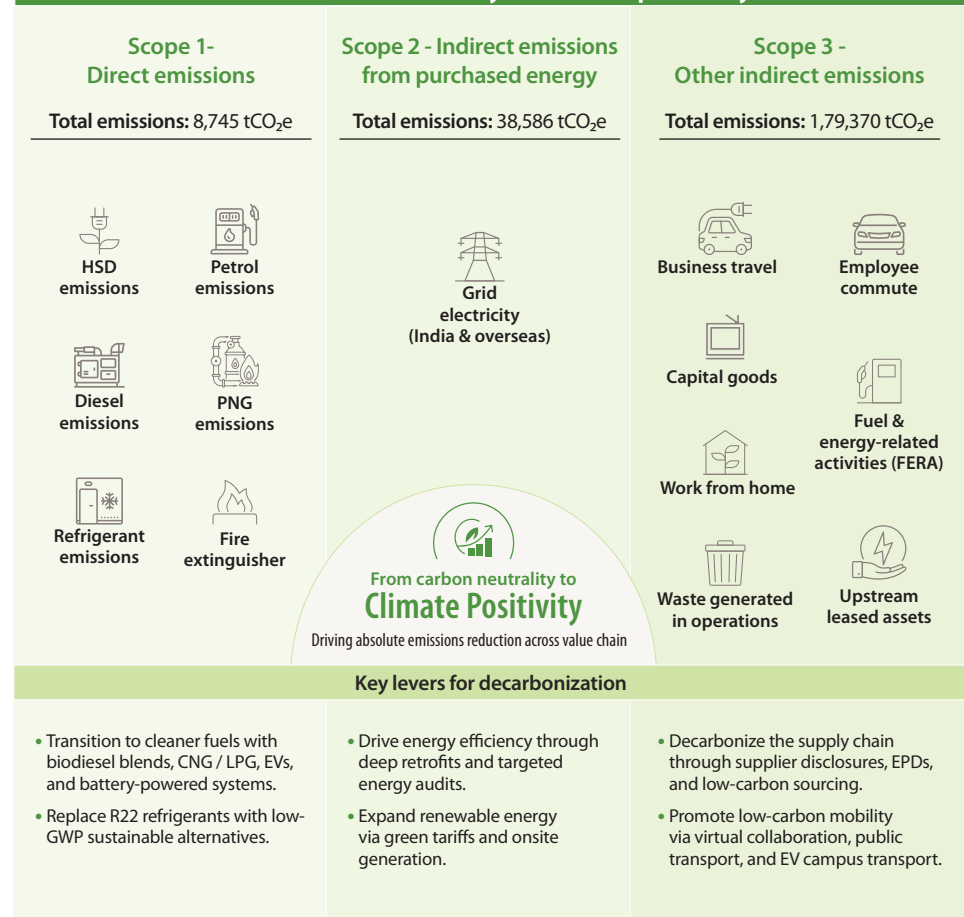 Scope 1-
Direct emissions
Total emissions: 8,745 tCO₂e
HSD
emissions
Petrol
emissions
Diesel
emissions
PNG
emissions
Refrigerant
emissions
Fire
extinguisher
Scope 2 - Indirect emissions
from purchased energy
Total emissions: 38,586 tCO₂e
Grid
electricity
(India & overseas)
Scope 3 -
Other indirect emissions
Total emissions: 1,79,370 tCO₂e
Business travel
Employee
commute
Capital goods
Fuel &
energy-related
activities (FERA)
Work from home
Waste generated
in operations
Upstream
leased assets
From carbon neutrality to
Climate Positivity
Driving absolute emissions reduction across value chain
Key levers for decarbonization
• Transition to cleaner fuels with
biodiesel blends, CNG / LPG, EVs,
and battery-powered systems.
• Replace R22 refrigerants with low-
GWP sustainable alternatives.
• Drive energy efficiency through
deep retrofits and targeted
energy audits.
• Expand renewable energy
via green tariffs and onsite
generation.
• Decarbonize the supply chain
through supplier disclosures, EPDs,
and low-carbon sourcing.
• Promote low-carbon mobility
via virtual collaboration, public
transport, and EV campus transport.